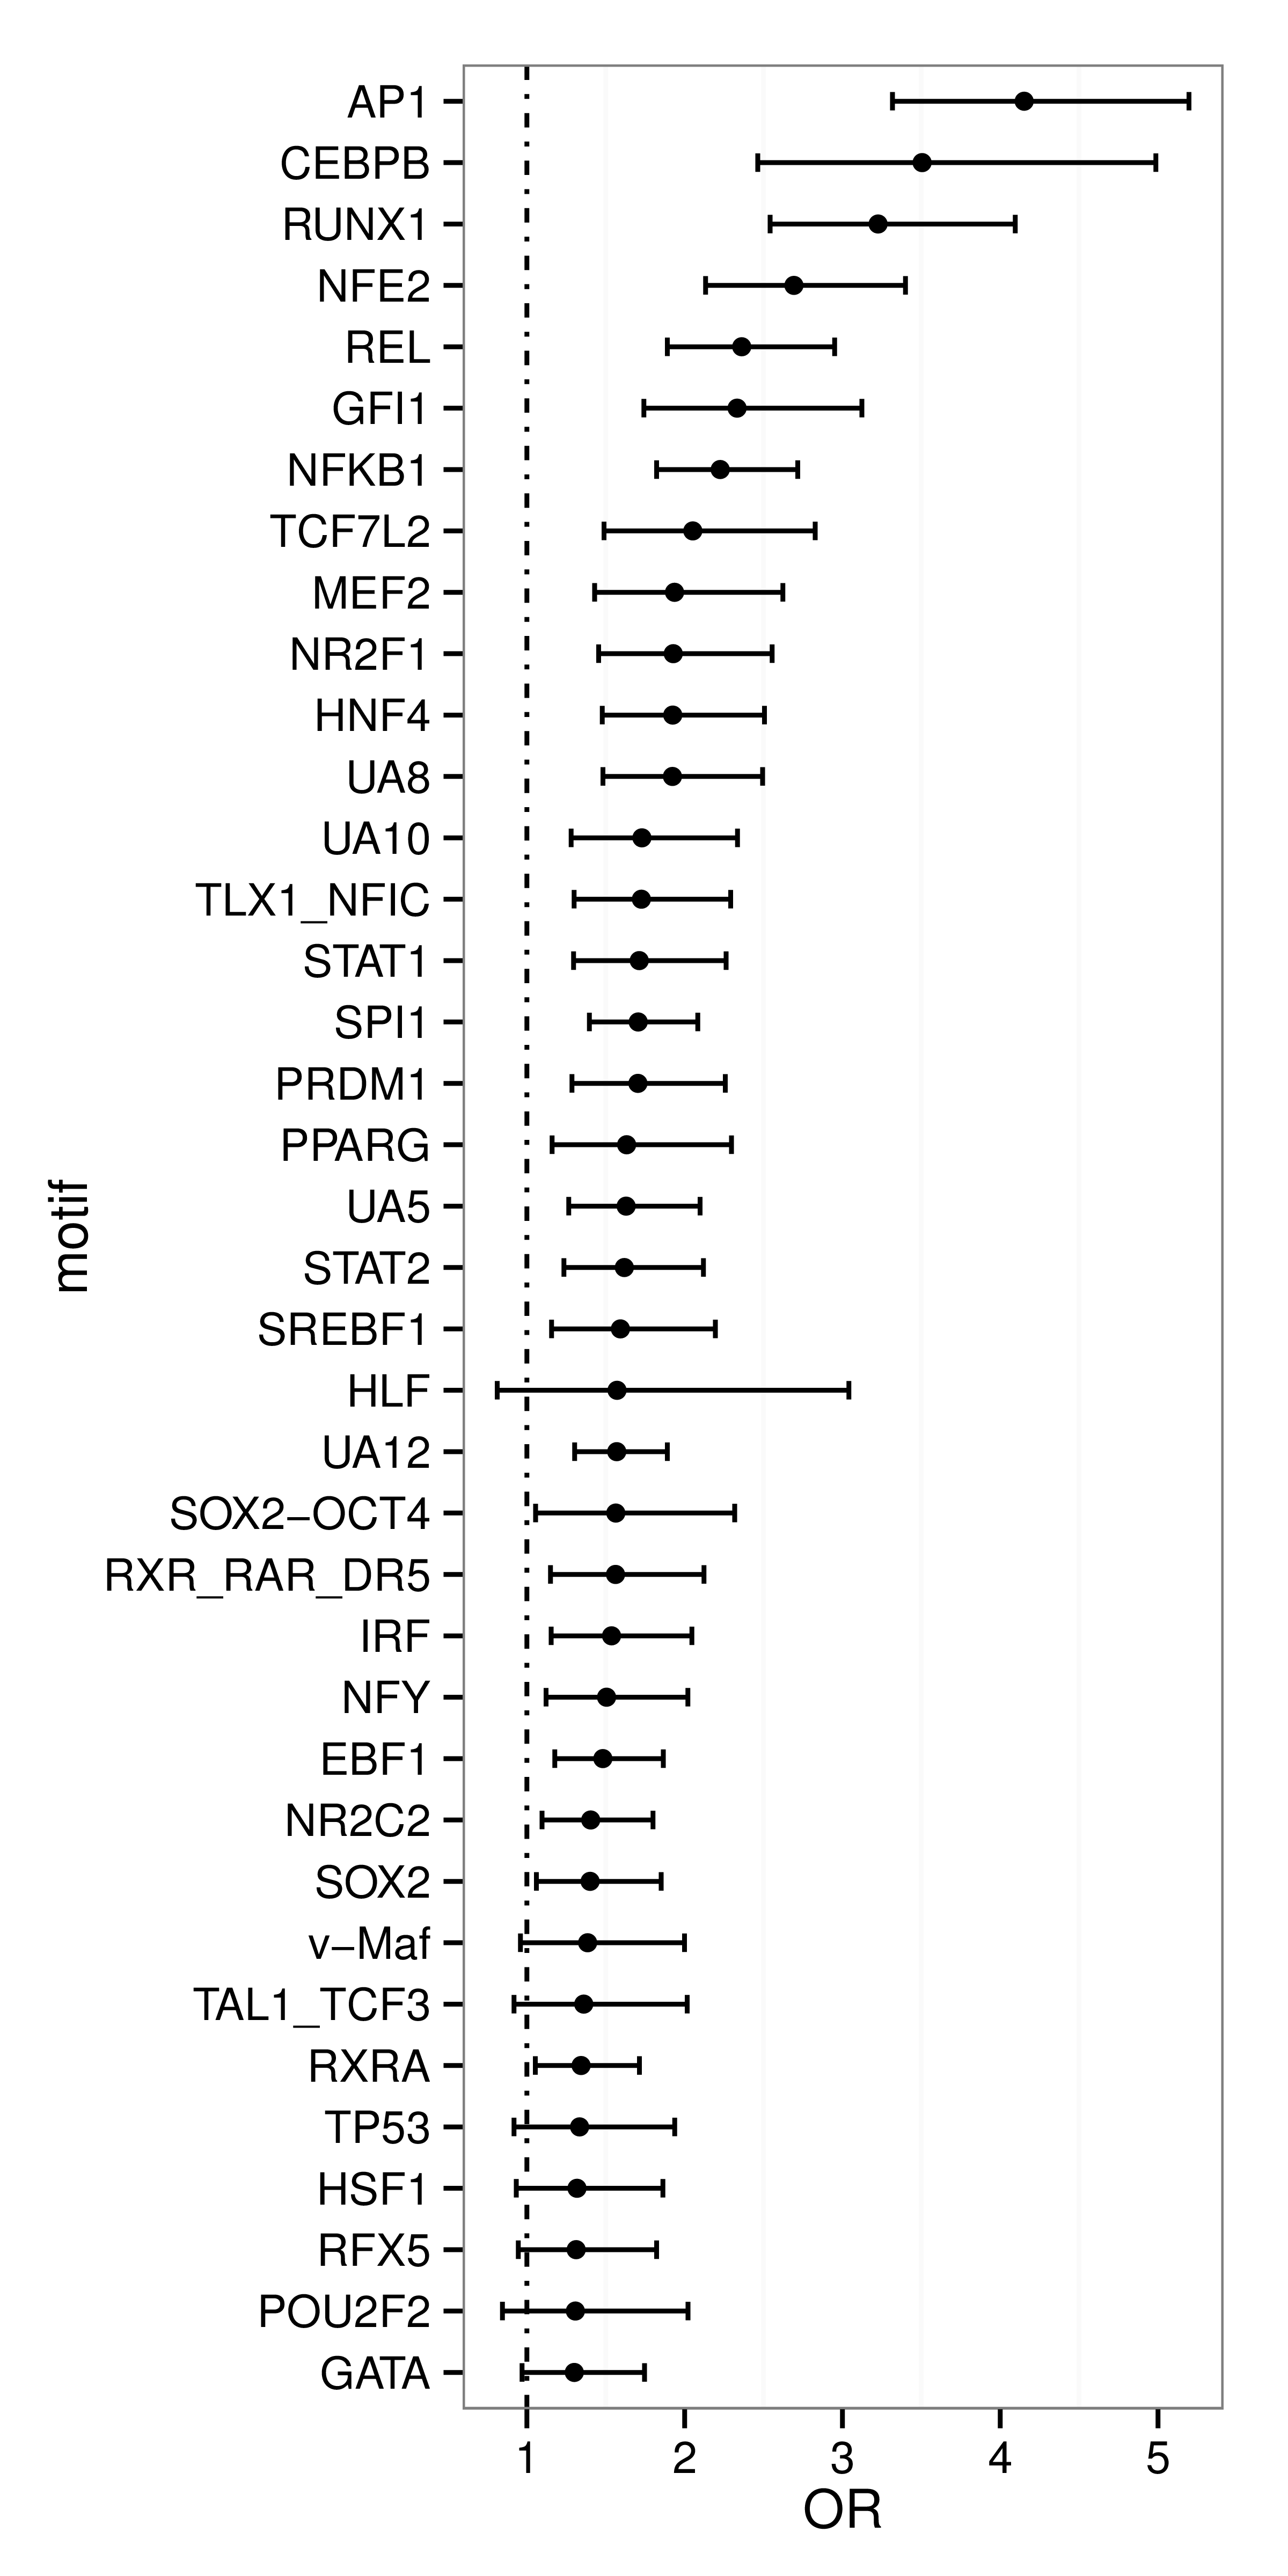 AP1
CEBPB
RUNX1
NFE2
REL
GFI1
NFKB1
TCF7L2
MEF2
NR2F1
HNF4
UA8
UA10
TLX1_NFIC
STAT1
SPI1
PRDM1
PPARG
UA5
STAT2
SREBF1
HLF
UA12
SOX2−OCT4
RXR_RAR_DR5
IRF
NFY
EBF1
NR2C2
SOX2
v−Maf
TAL1_TCF3
RXRA
TP53
HSF1
RFX5
POU2F2
GATA
motif
1 2 3 4 5
OR